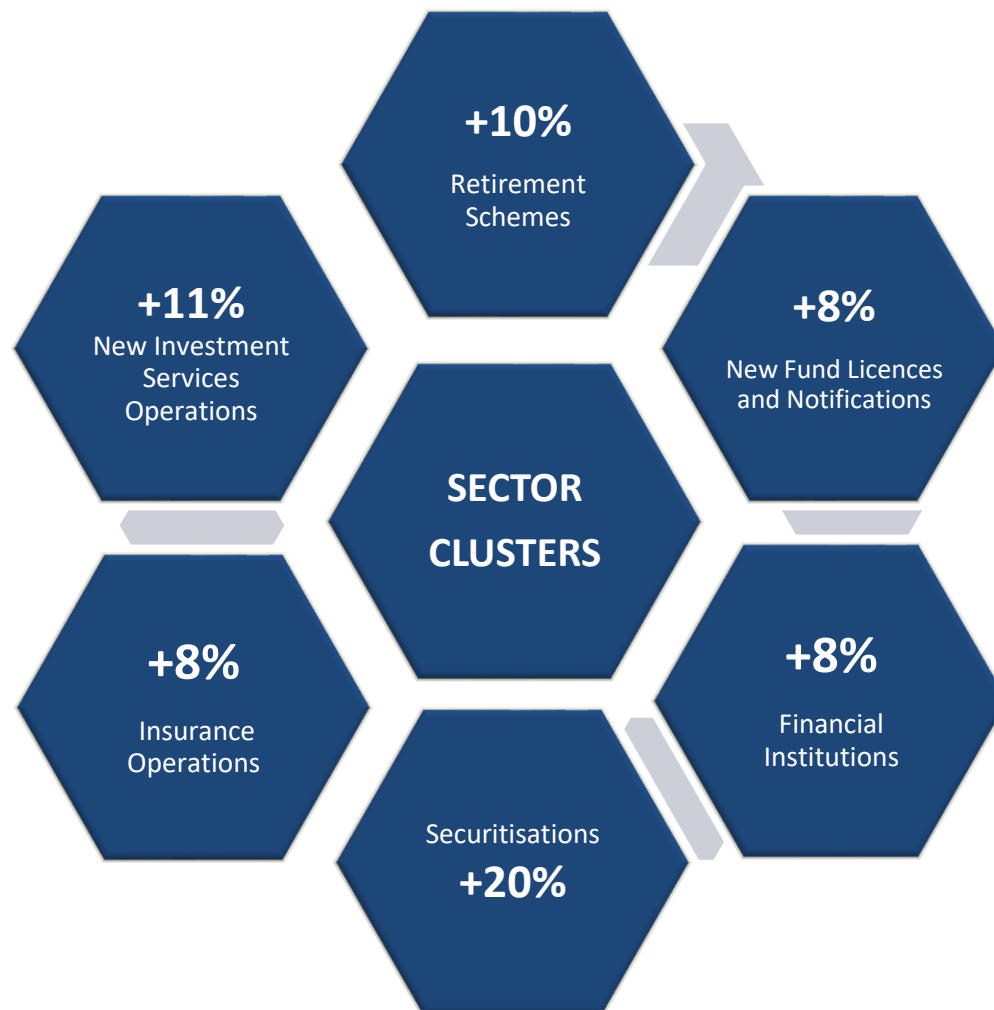 +10%
Retirement
Schemes
+11%
New Investment
Services
Operations
+8%
New Fund Licences
and Notifications
SECTOR
CLUSTERS
+8%
Insurance
Operations
+8%
Financial
Institutions
Securitisations
+20%